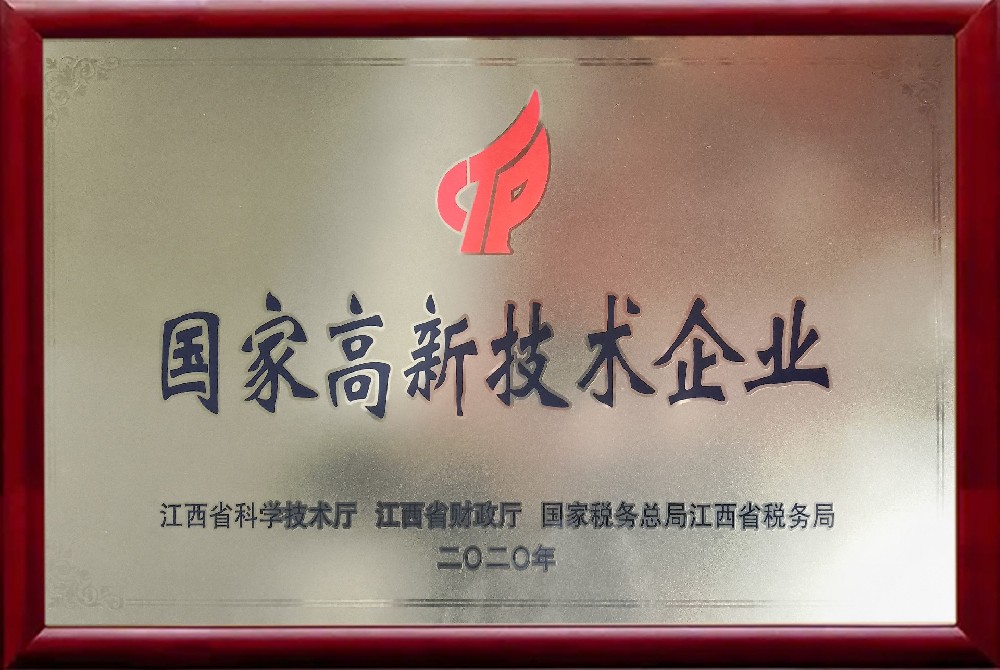 国家高新技术企业
江西省科学技术厅 江西省财政厅 国家税务总局江西省税务局
二〇二〇年